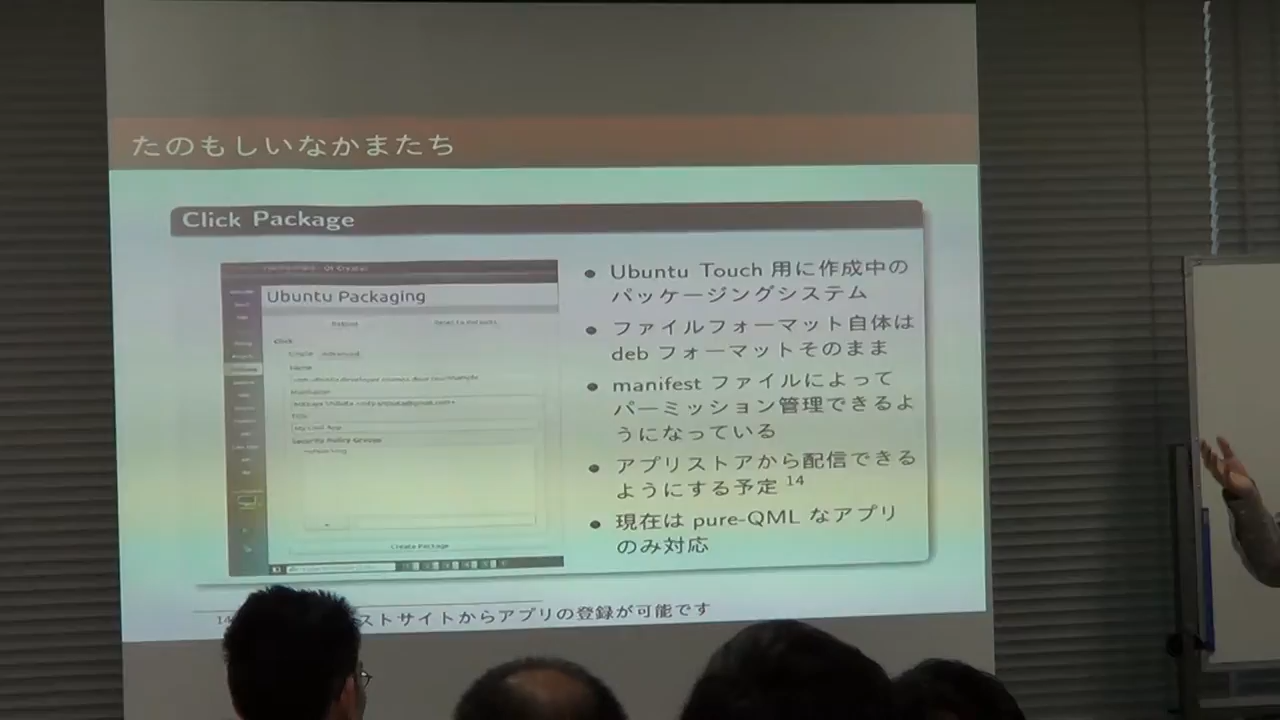 たのもしいなかまたち
Click Package
Ubuntu Packaging
Click
Create Package
• Ubuntu Touch 用に作成中の
パッケージングシステム
• ファイルフォーマット自体は
deb フォーマットそのまま
• manifest ファイルによって
パーミッション管理できるよ
うになっている
• アプリストアから配信できる
ようにする予定 14
• 現在は pure-QML なアプリ
のみ対応
ストサイトからアプリの登録が可能です